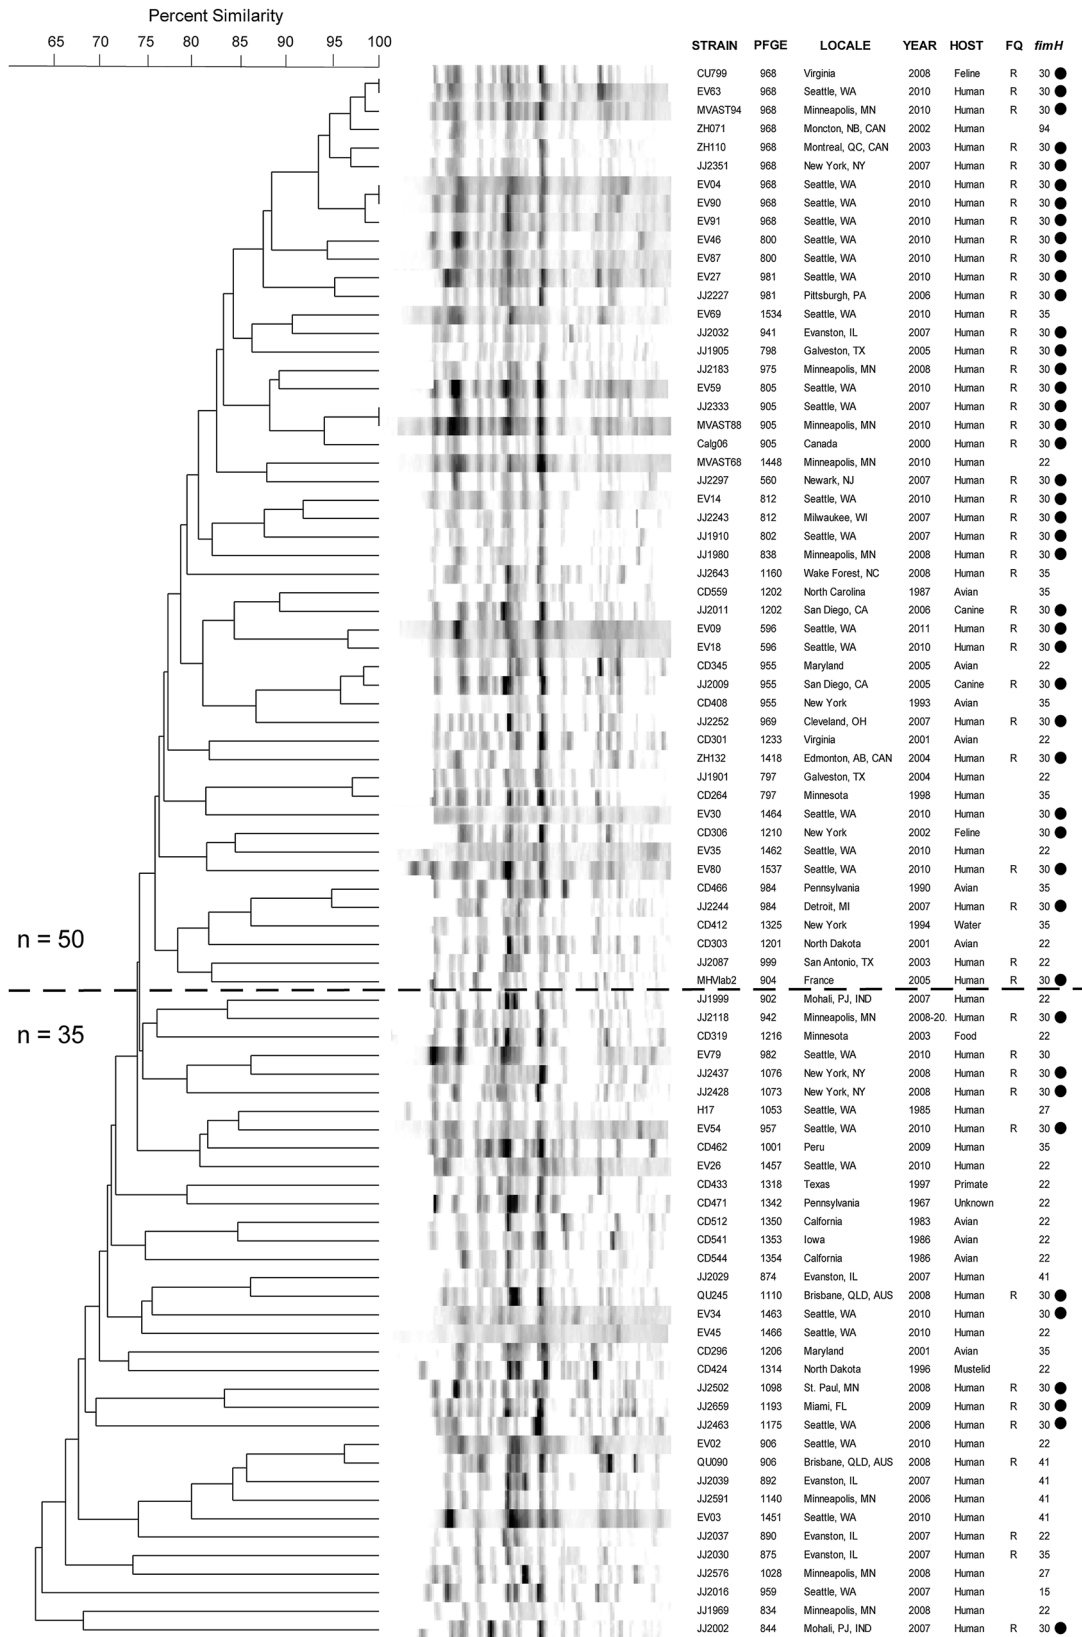 Percent Similarity
65 70 75 80 85 90 95 100
STRAIN PFGE LOCALE YEAR HOST FQ fimH
CU799 968 Virginia 2008 Feline R 30 ●
EV63 968 Seattle, WA 2010 Human R 30 ●
MVAST94 968 Minneapolis, MN 2010 Human R 30 ●
ZH071 968 Moncton, NB, CAN 2002 Human 94
ZH110 968 Montreal, QC, CAN 2003 Human R 30 ●
JJ2351 968 New York, NY 2007 Human R 30 ●
EV04 968 Seattle, WA 2010 Human R 30 ●
EV90 968 Seattle, WA 2010 Human R 30 ●
EV91 968 Seattle, WA 2010 Human R 30 ●
EV46 800 Seattle, WA 2010 Human R 30 ●
EV87 800 Seattle, WA 2010 Human R 30 ●
EV27 981 Seattle, WA 2010 Human R 30 ●
JJ2227 981 Pittsburgh, PA 2006 Human R 30 ●
EV69 1534 Seattle, WA 2010 Human R 35
JJ2032 941 Evanston, IL 2007 Human R 30 ●
JJ1905 798 Galveston, TX 2005 Human R 30 ●
JJ2183 975 Minneapolis, MN 2008 Human R 30 ●
EV59 805 Seattle, WA 2010 Human R 30 ●
JJ2333 905 Seattle, WA 2007 Human R 30 ●
MVAST88 905 Minneapolis, MN 2010 Human R 30 ●
Calg06 905 Canada 2000 Human R 30 ●
MVAST68 1448 Minneapolis, MN 2010 Human 22
JJ2297 560 Newark, NJ 2007 Human R 30 ●
EV14 812 Seattle, WA 2010 Human R 30 ●
JJ2243 812 Milwaukee, WI 2007 Human R 30 ●
JJ1910 802 Seattle, WA 2007 Human R 30 ●
JJ1980 838 Minneapolis, MN 2008 Human R 30 ●
JJ2643 1160 Wake Forest, NC 2008 Human R 35
CD559 1202 North Carolina 1987 Avian 35
JJ2011 1202 San Diego, CA 2006 Canine R 30 ●
EV09 596 Seattle, WA 2011 Human R 30 ●
EV18 596 Seattle, WA 2010 Human R 30 ●
CD345 955 Maryland 2005 Avian 22
JJ2009 955 San Diego, CA 2005 Canine R 30 ●
CD408 955 New York 1993 Avian 35
JJ2252 969 Cleveland, OH 2007 Human R 30 ●
CD301 1233 Virginia 2001 Avian 22
ZH132 1418 Edmonton, AB, CAN 2004 Human R 30 ●
JJ1901 797 Galveston, TX 2004 Human 22
CD264 797 Minnesota 1998 Human 35
EV30 1464 Seattle, WA 2010 Human 30 ●
CD306 1210 New York 2002 Feline 30 ●
EV35 1462 Seattle, WA 2010 Human 22
EV80 1537 Seattle, WA 2010 Human R 30 ●
CD466 984 Pennsylvania 1990 Avian 35
JJ2244 984 Detroit, MI 2007 Human R 30 ●
CD412 1325 New York 1994 Water 35
n = 50
CD303 1201 North Dakota 2001 Avian 22
JJ2087 999 San Antonio, TX 2003 Human R 22
MHVlab2 904 France 2005 Human R 30 ●
JJ1999 902 Mohali, PJ, IND 2007 Human 22
JJ2118 942 Minneapolis, MN 2008-20. Human R 30 ●
n = 35
CD319 1216 Minnesota 2003 Food 22
EV79 982 Seattle, WA 2010 Human R 30
JJ2437 1076 New York, NY 2008 Human R 30 ●
JJ2428 1073 New York, NY 2008 Human R 30 ●
H17 1053 Seattle, WA 1985 Human 27
EV54 957 Seattle, WA 2010 Human R 30 ●
CD462 1001 Peru 2009 Human 35
EV26 1457 Seattle, WA 2010 Human 22
CD433 1318 Texas 1997 Primate 22
CD471 1342 Pennsylvania 1967 Unknown 22
CD512 1350 Calfornia 1983 Avian 22
CD541 1353 Iowa 1986 Avian 22
CD544 1354 Calfornia 1986 Avian 22
JJ2029 874 Evanston, IL 2007 Human 41
QU245 1110 Brisbane, QLD, AUS 2008 Human R 30 ●
EV34 1463 Seattle, WA 2010 Human 30 ●
EV45 1466 Seattle, WA 2010 Human 22
CD296 1206 Maryland 2001 Avian 35
CD424 1314 North Dakota 1996 Mustelid 22
JJ2502 1098 St. Paul, MN 2008 Human R 30 ●
JJ2659 1193 Miami, FL 2009 Human R 30 ●
JJ2463 1175 Seattle, WA 2006 Human R 30 ●
EV02 906 Seattle, WA 2010 Human 22
QU090 906 Brisbane, QLD, AUS 2008 Human R 41
JJ2039 892 Evanston, IL 2007 Human 41
JJ2591 1140 Minneapolis, MN 2006 Human 41
EV03 1451 Seattle, WA 2010 Human 41
JJ2037 890 Evanston, IL 2007 Human R 22
JJ2030 875 Evanston, IL 2007 Human R 35
JJ2576 1028 Minneapolis, MN 2008 Human 27
JJ2016 959 Seattle, WA 2007 Human 15
JJ1969 834 Minneapolis, MN 2008 Human 22
JJ2002 844 Mohali, PJ, IND 2007 Human R 30 ●